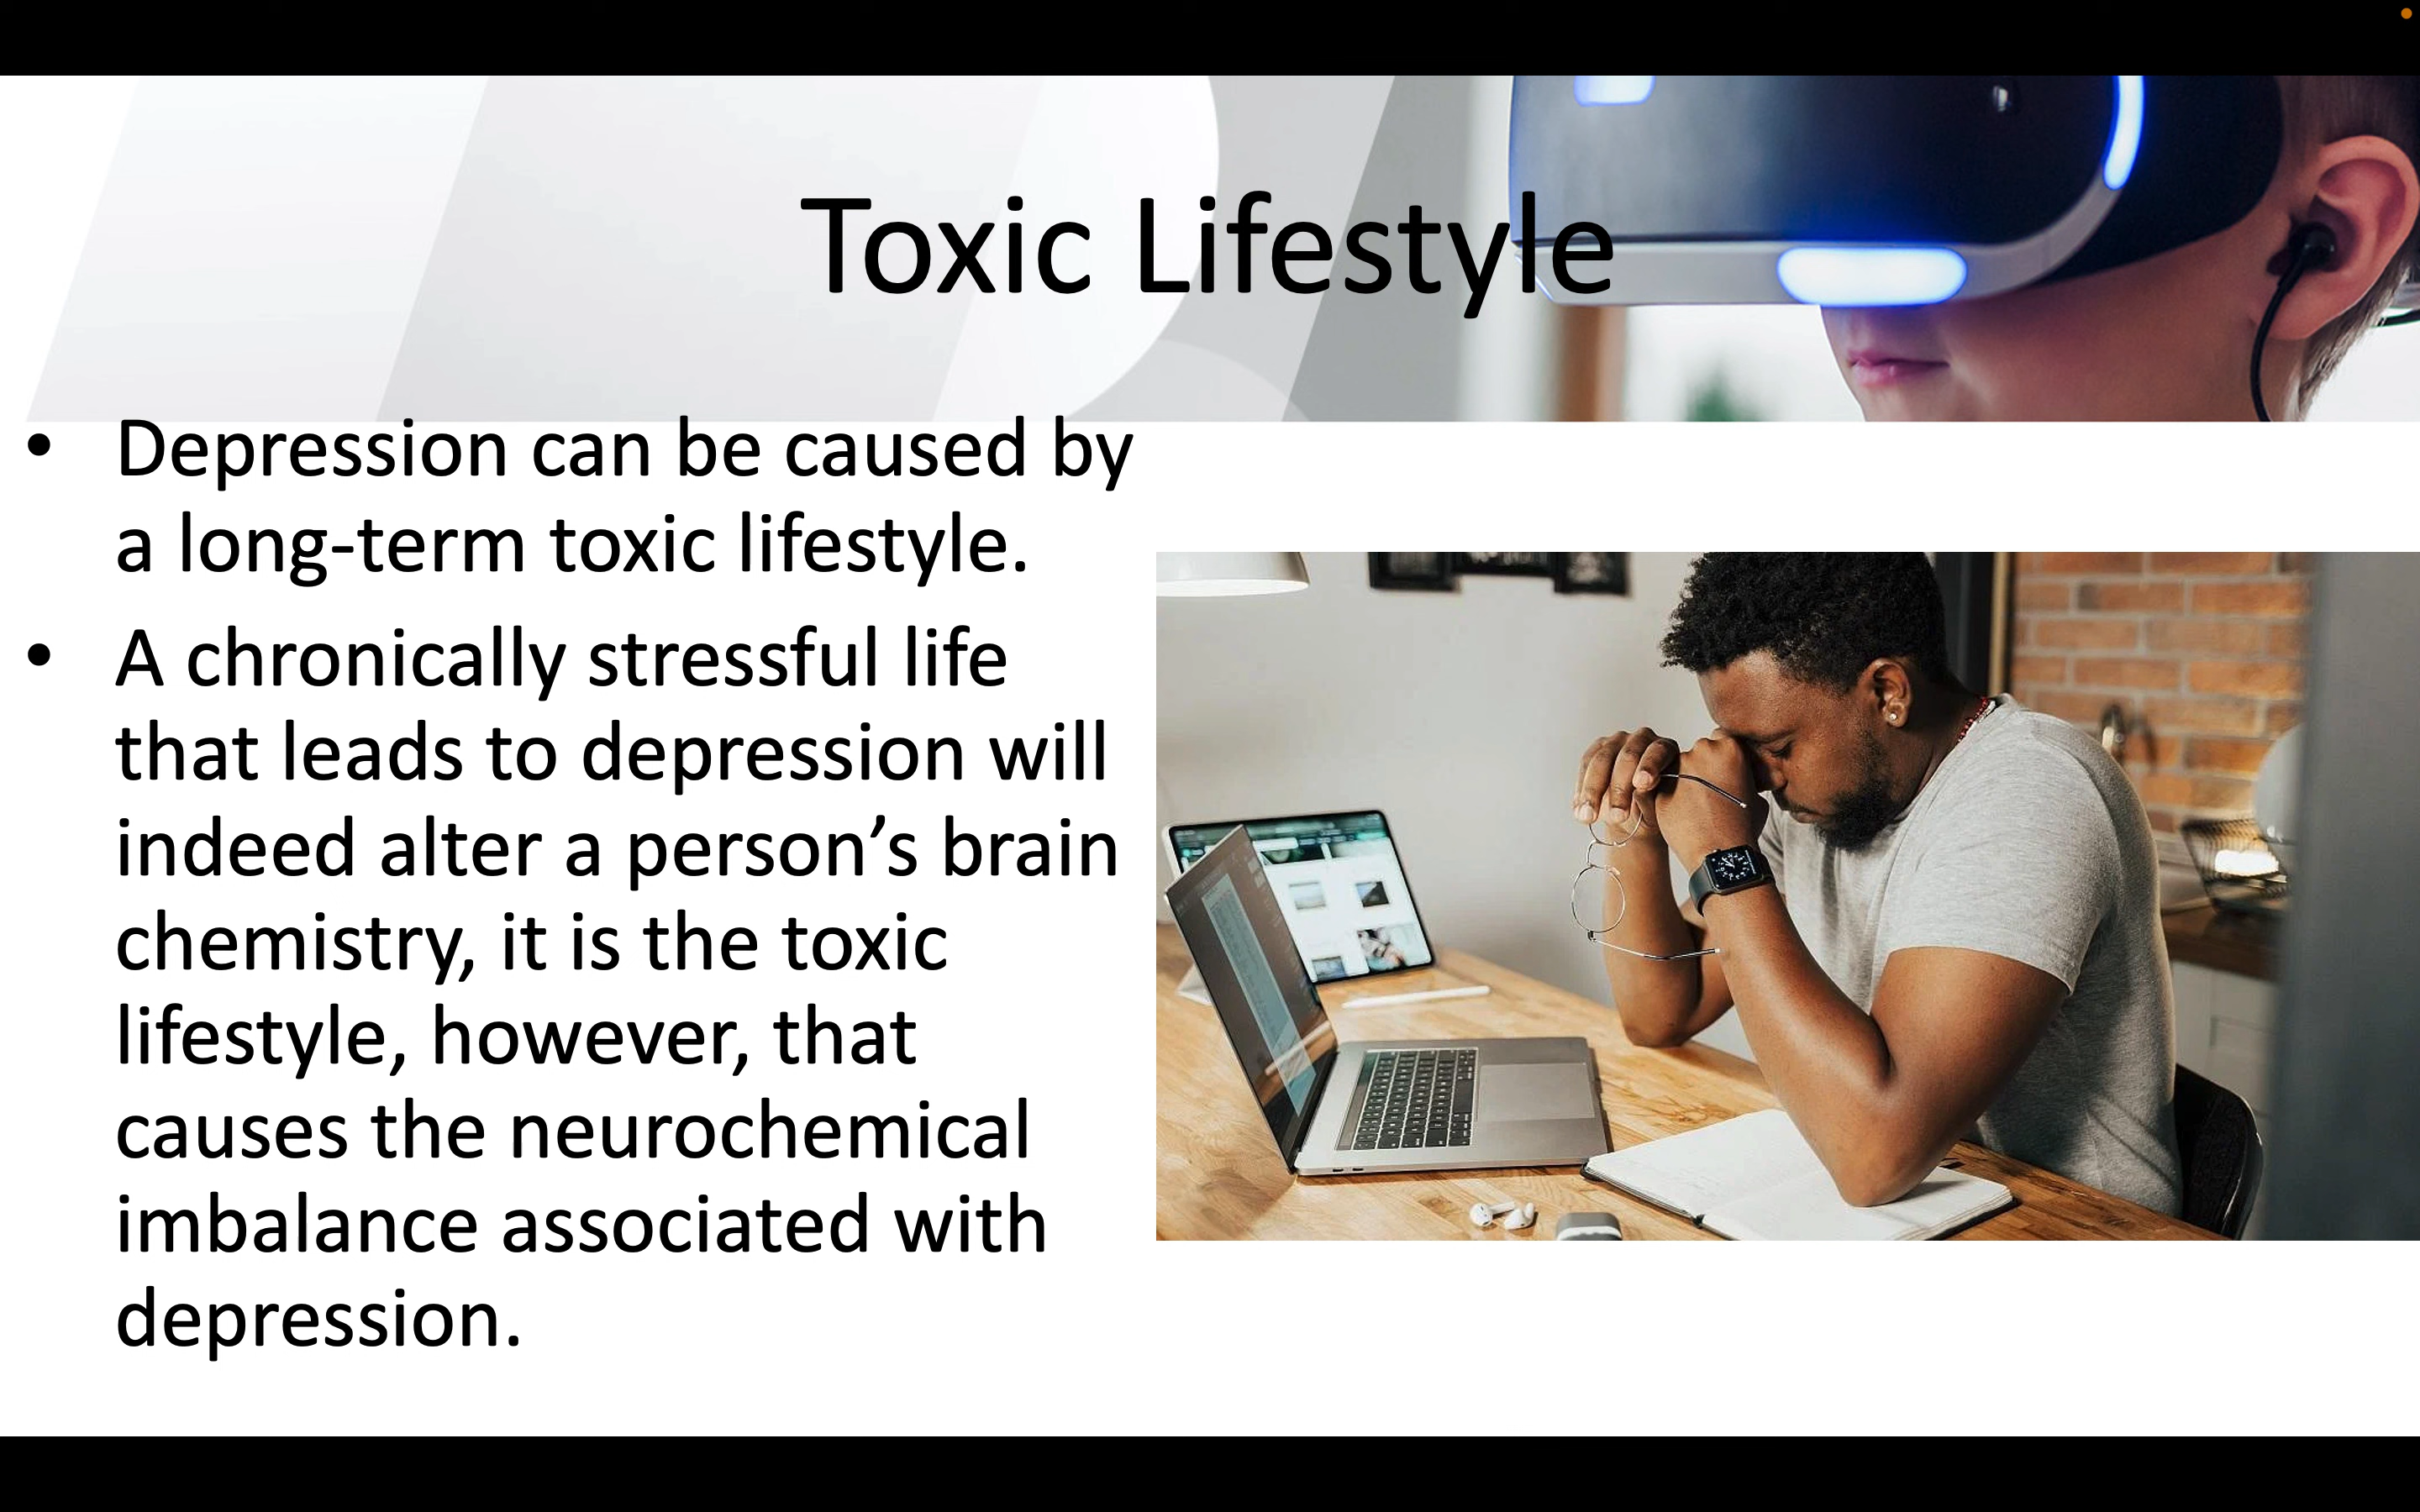 Toxic Lifestyle
• Depression can be caused by
a long-term toxic lifestyle.
• A chronically stressful life
that leads to depression will
indeed alter a person’s brain
chemistry, it is the toxic
lifestyle, however, that
causes the neurochemical
imbalance associated with
depression.